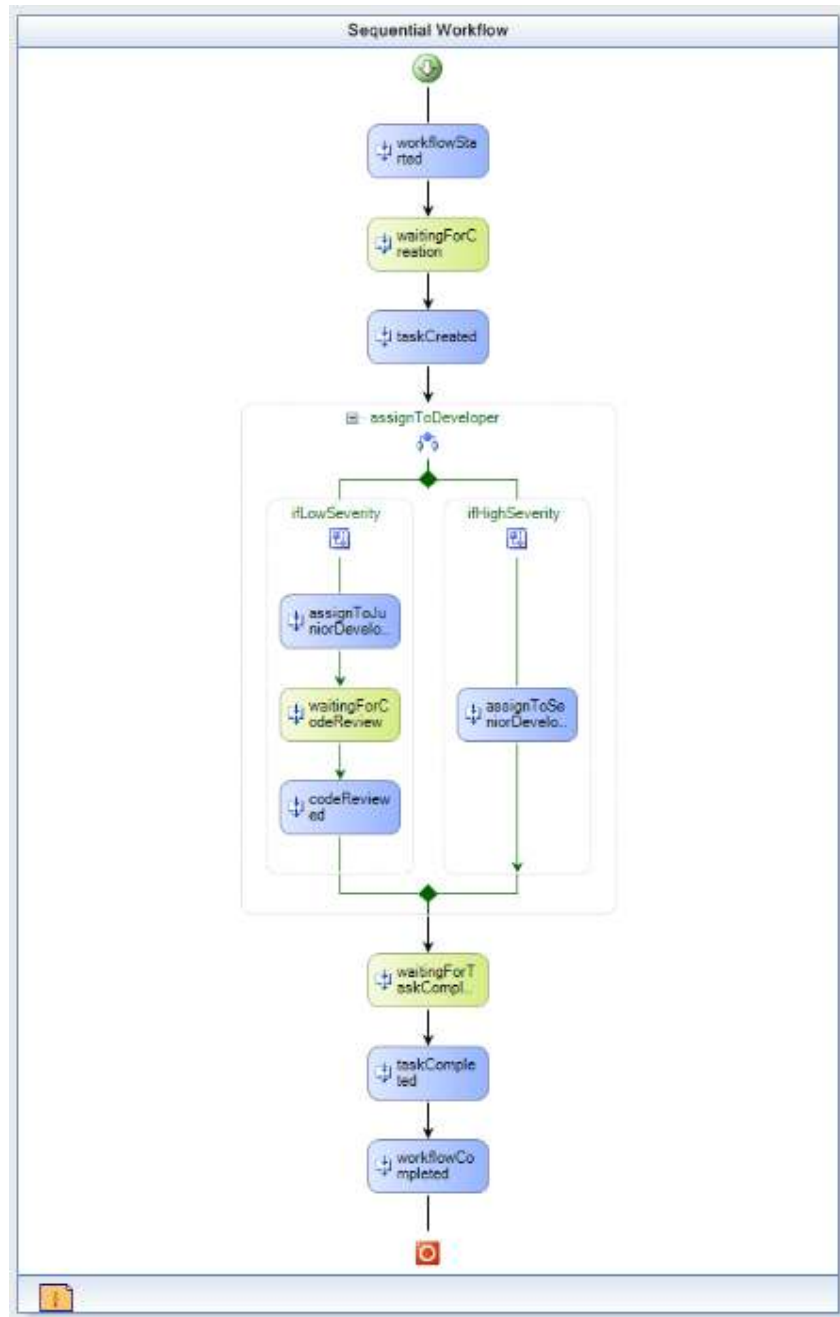 Sequential Workflow
workflowSta
rted
waitingForC
reation
taskCreated
assignToDeveloper
ifLowSeverity
ifHighSeverity
assignToJu
niorDevelo...
waitingForC
odeReview
assignToSe
niorDevelo...
codeReview
ed
waitingForT
askCompl...
taskComple
ted
workflowCo
mpleted